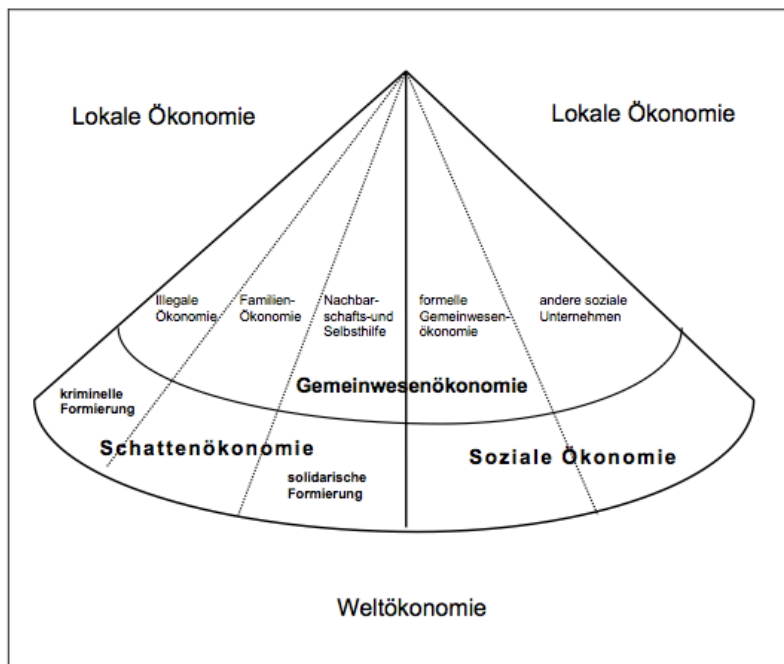 Lokale Ökonomie
Lokale Ökonomie
Illegale
Ökonomie
Familien-
Ökonomie
Nachbar-
schafts-und
Selbsthilfe
formelle
Gemeinwesen-
ökonomie
andere soziale
Unternehmen
Gemeinwesenökonomie
kriminelle
Formierung
Schattenökonomie
Soziale Ökonomie
solidarische
Formierung
Weltökonomie